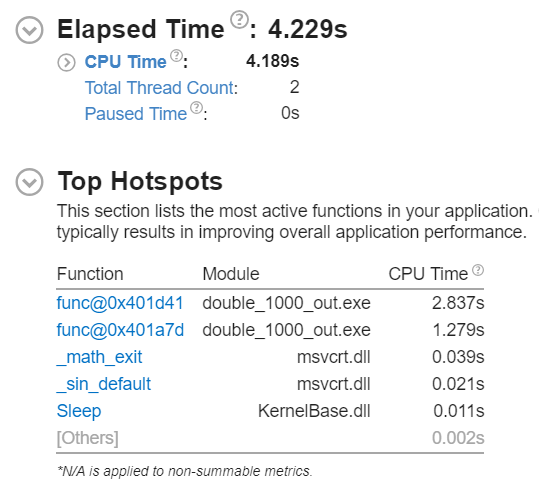 Elapsed Time ?: 4.229s
CPU Time ?: 4.189s
Total Thread Count: 2
Paused Time ?: 0s
Top Hotspots
This section lists the most active functions in your application.
typically results in improving overall application performance.
Function Module CPU Time ?
func@0x401d41 double_1000_out.exe 2.837s
func@0x401a7d double_1000_out.exe 1.279s
_math_exit msvcrt.dll 0.039s
_sin_default msvcrt.dll 0.021s
Sleep KernelBase.dll 0.011s
[Others] 0.002s
*N/A is applied to non-summable metrics.